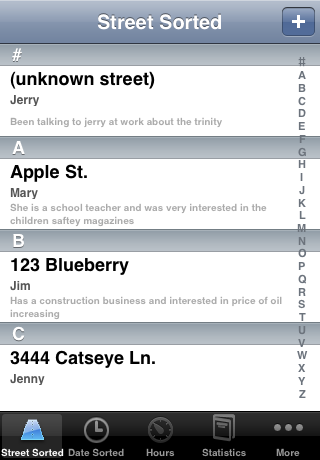 Street Sorted
+
#
(unknown street)
Jerry
Been talking to jerry at work about the trinity
A
Apple St.
Mary
She is a school teacher and was very interested in the
children saftey magazines
B
123 Blueberry
Jim
Has a construction business and interested in price of oil
increasing
C
3444 Catseye Ln.
Jenny
#
A
B
C
D
E
F
G
H
I
J
K
L
M
N
O
P
Q
R
S
T
U
V
W
X
Y
Z
Street Sorted Date Sorted Hours Statistics More